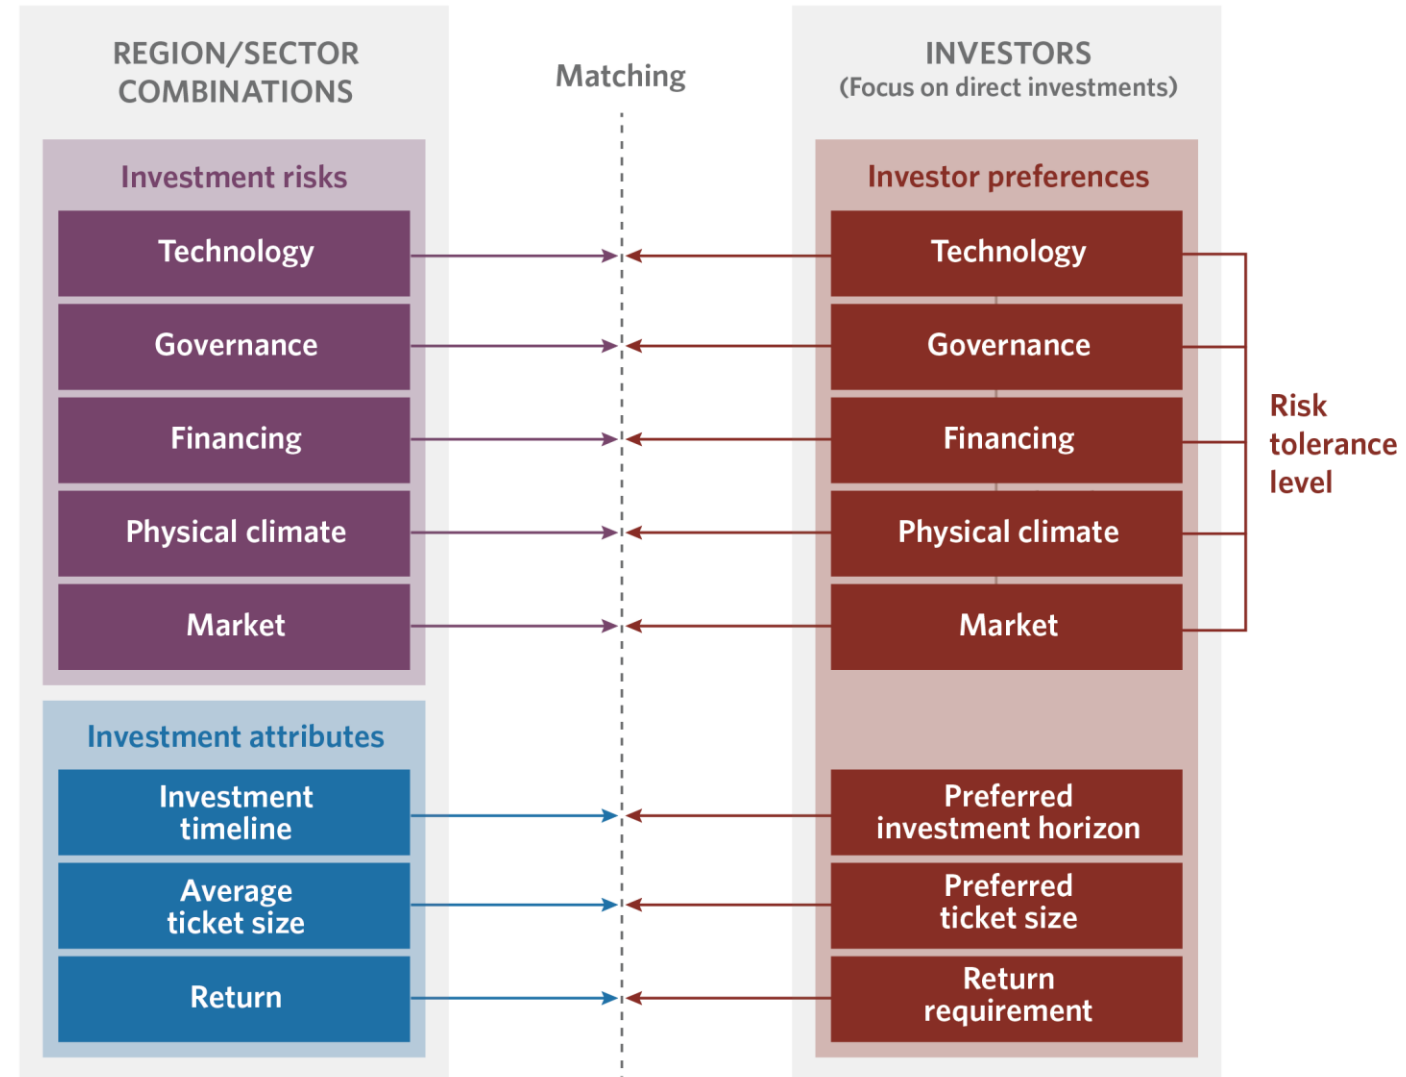 REGION/SECTOR
COMBINATIONS
Matching
INVESTORS
(Focus on direct investments)
Investment risks
Technology
Governance
Financing
Physical climate
Market
Investment attributes
Investment
timeline
Average
ticket size
Return
Investor preferences
Technology
Governance
Financing
Physical climate
Market
Preferred
investment horizon
Preferred
ticket size
Return
requirement
Risk
tolerance
level